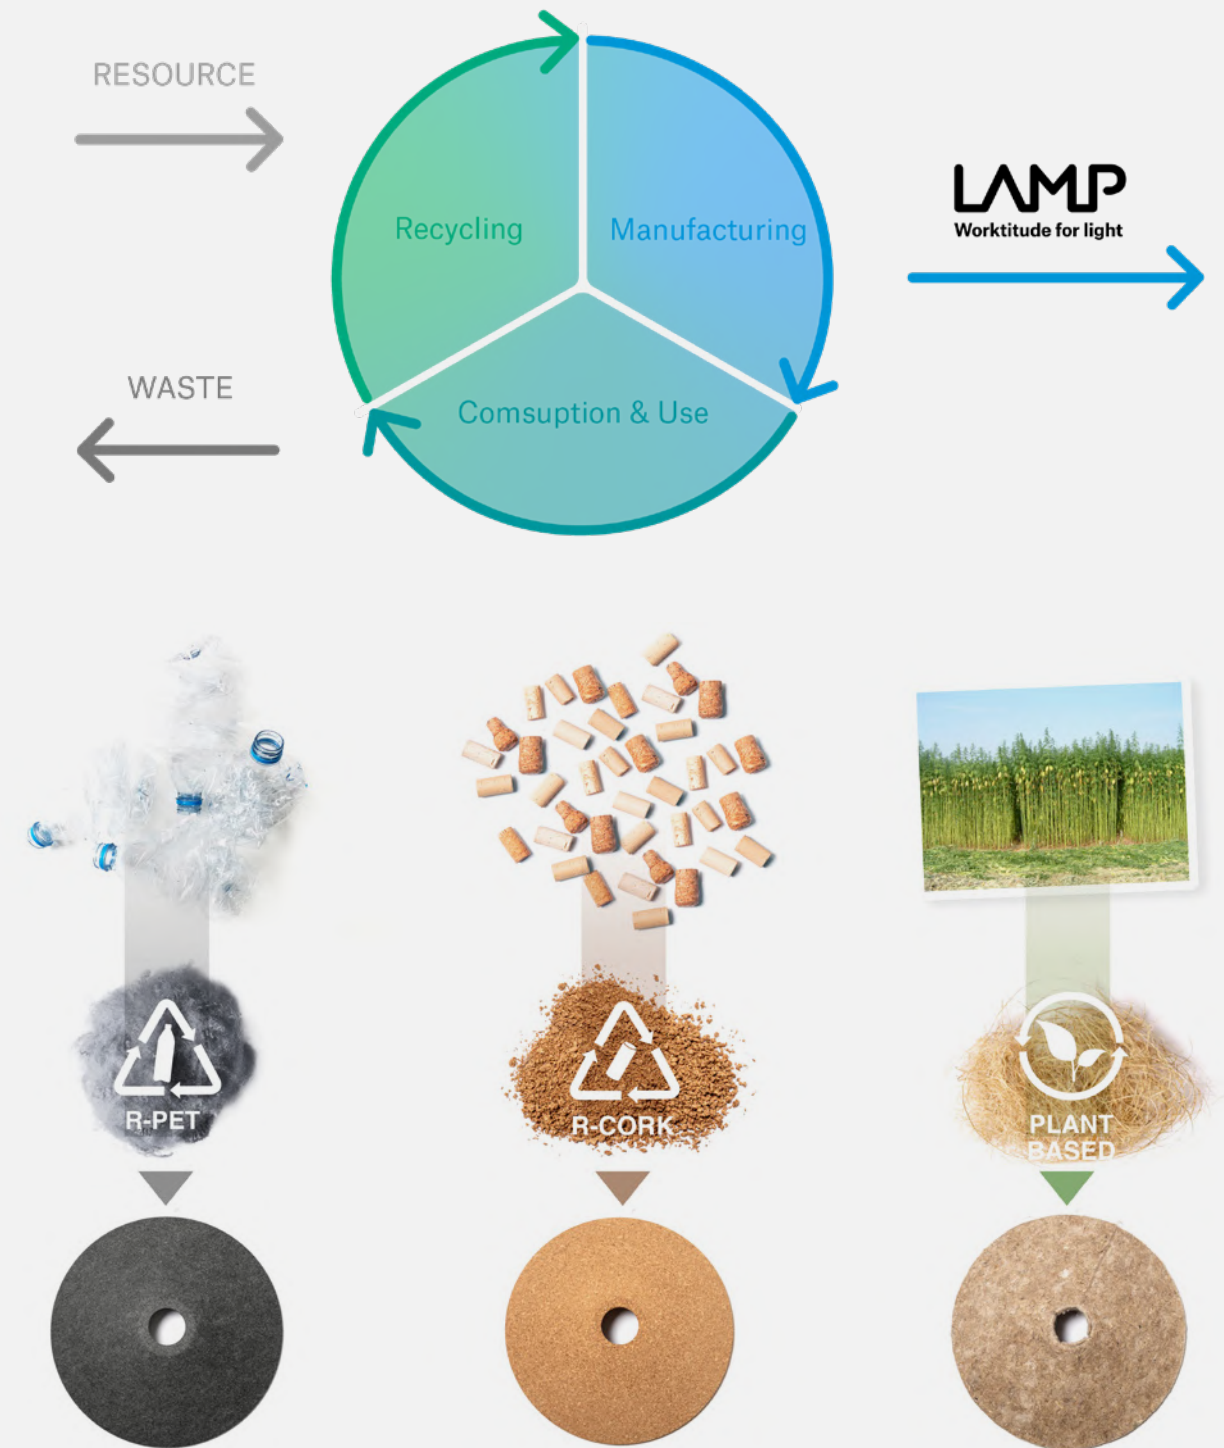 RESOURCE
LAMP
Worktitude for light
Recycling
Manufacturing
WASTE
Comsuption & Use
R-PET
R-CORK
PLANT
BASED